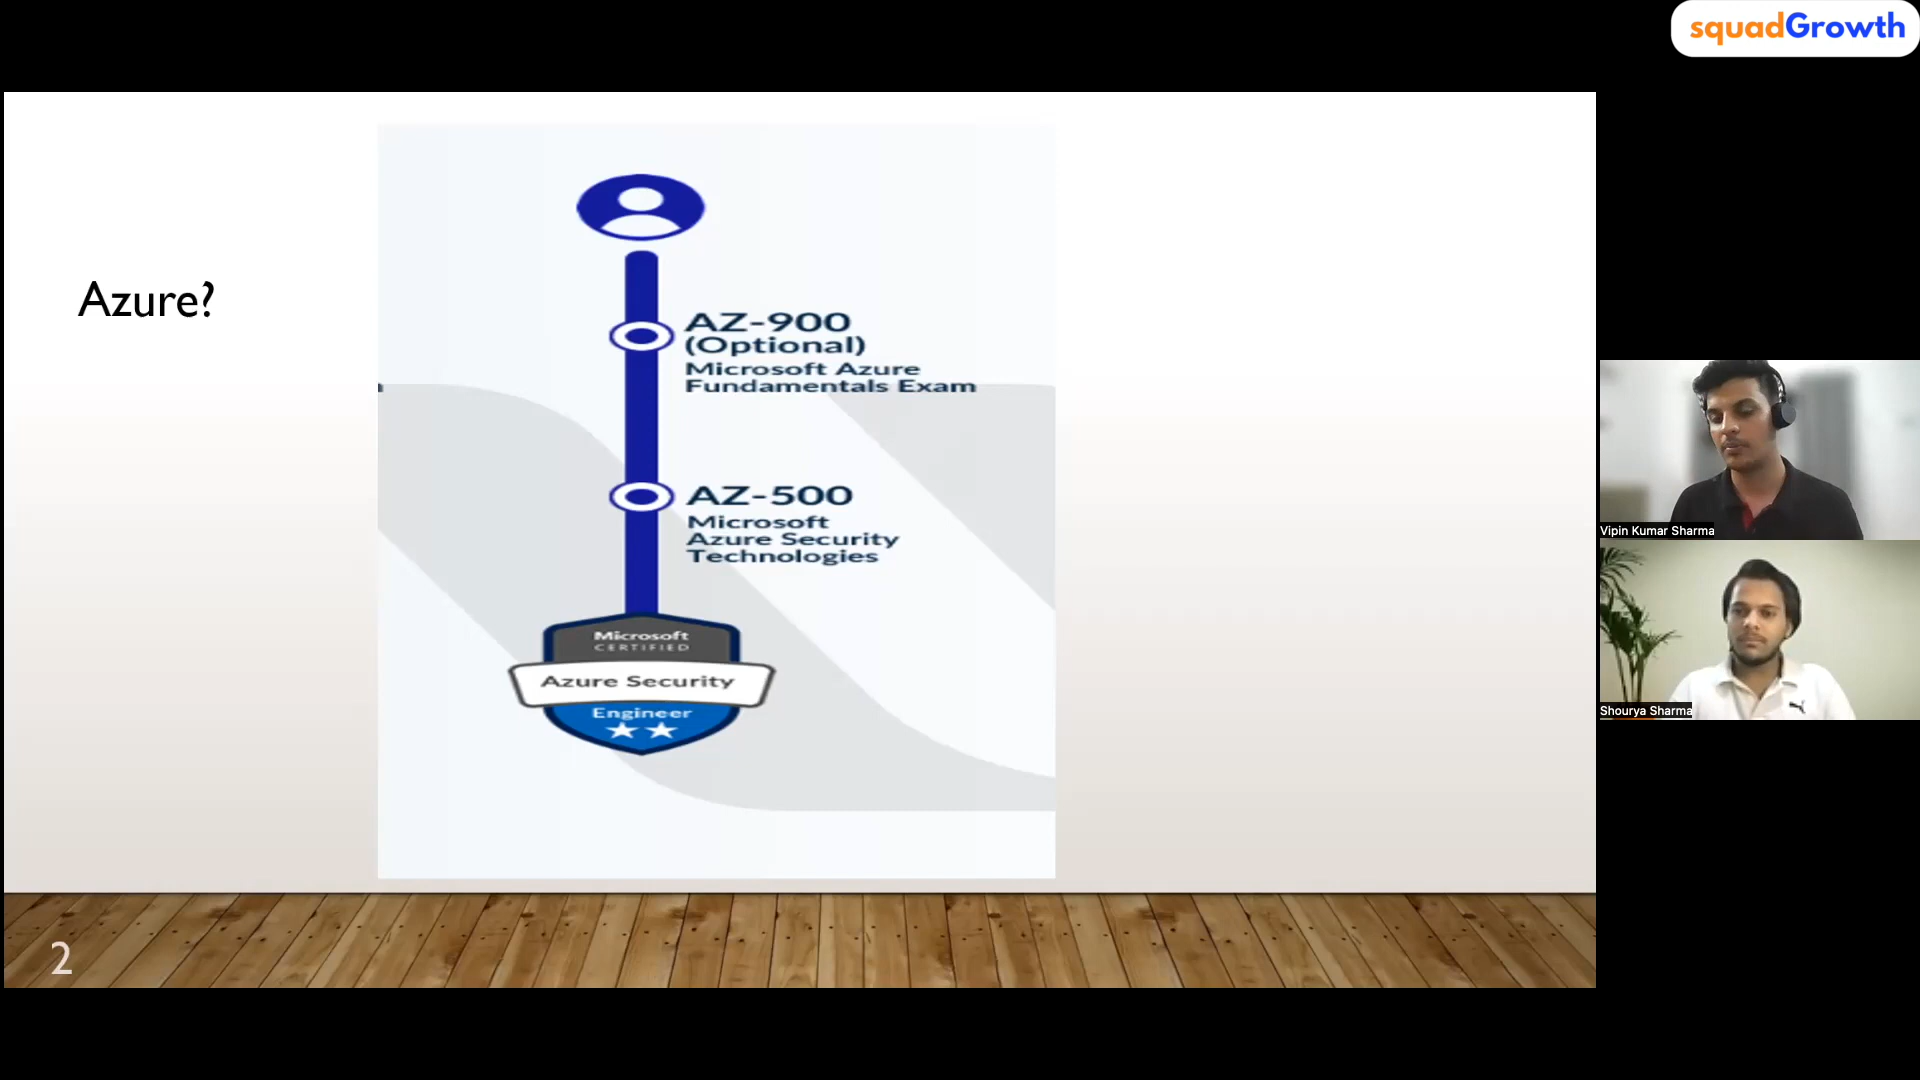 squadGrowth
Azure?
AZ-900
(Optional)
Microsoft Azure
Fundamentals Exam
AZ-500
Microsoft
Azure Security
Technologies
Microsoft
CERTIFIED
Azure Security
Engineer
2
Vipin Kumar Sharma
Shourya Sharma